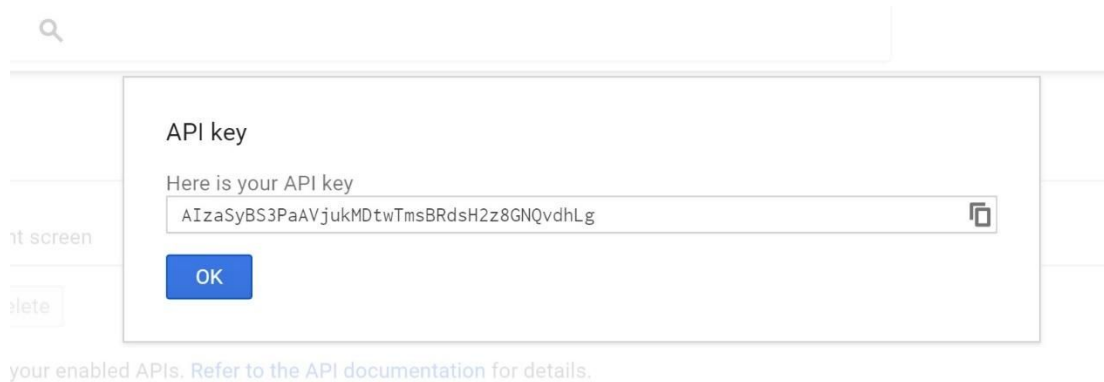 API key
Here is your API key
AIzaSyBS3PaAVjukMDtwTmsBRdsH2z8GNQvdhLg
nt screen
OK
elete
your enabled APIs. Refer to the API documentation for details.